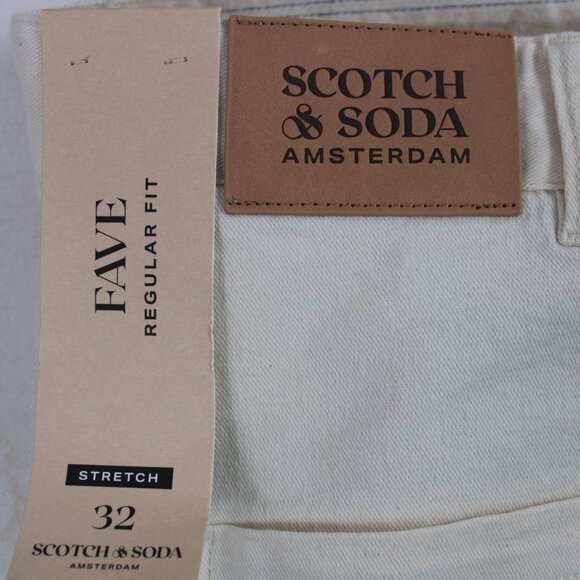 SCOTCH
& SODA
AMSTERDAM
FAVE
REGULAR FIT
STRETCH
32
SCOTCH & SODA
AMSTERDAM